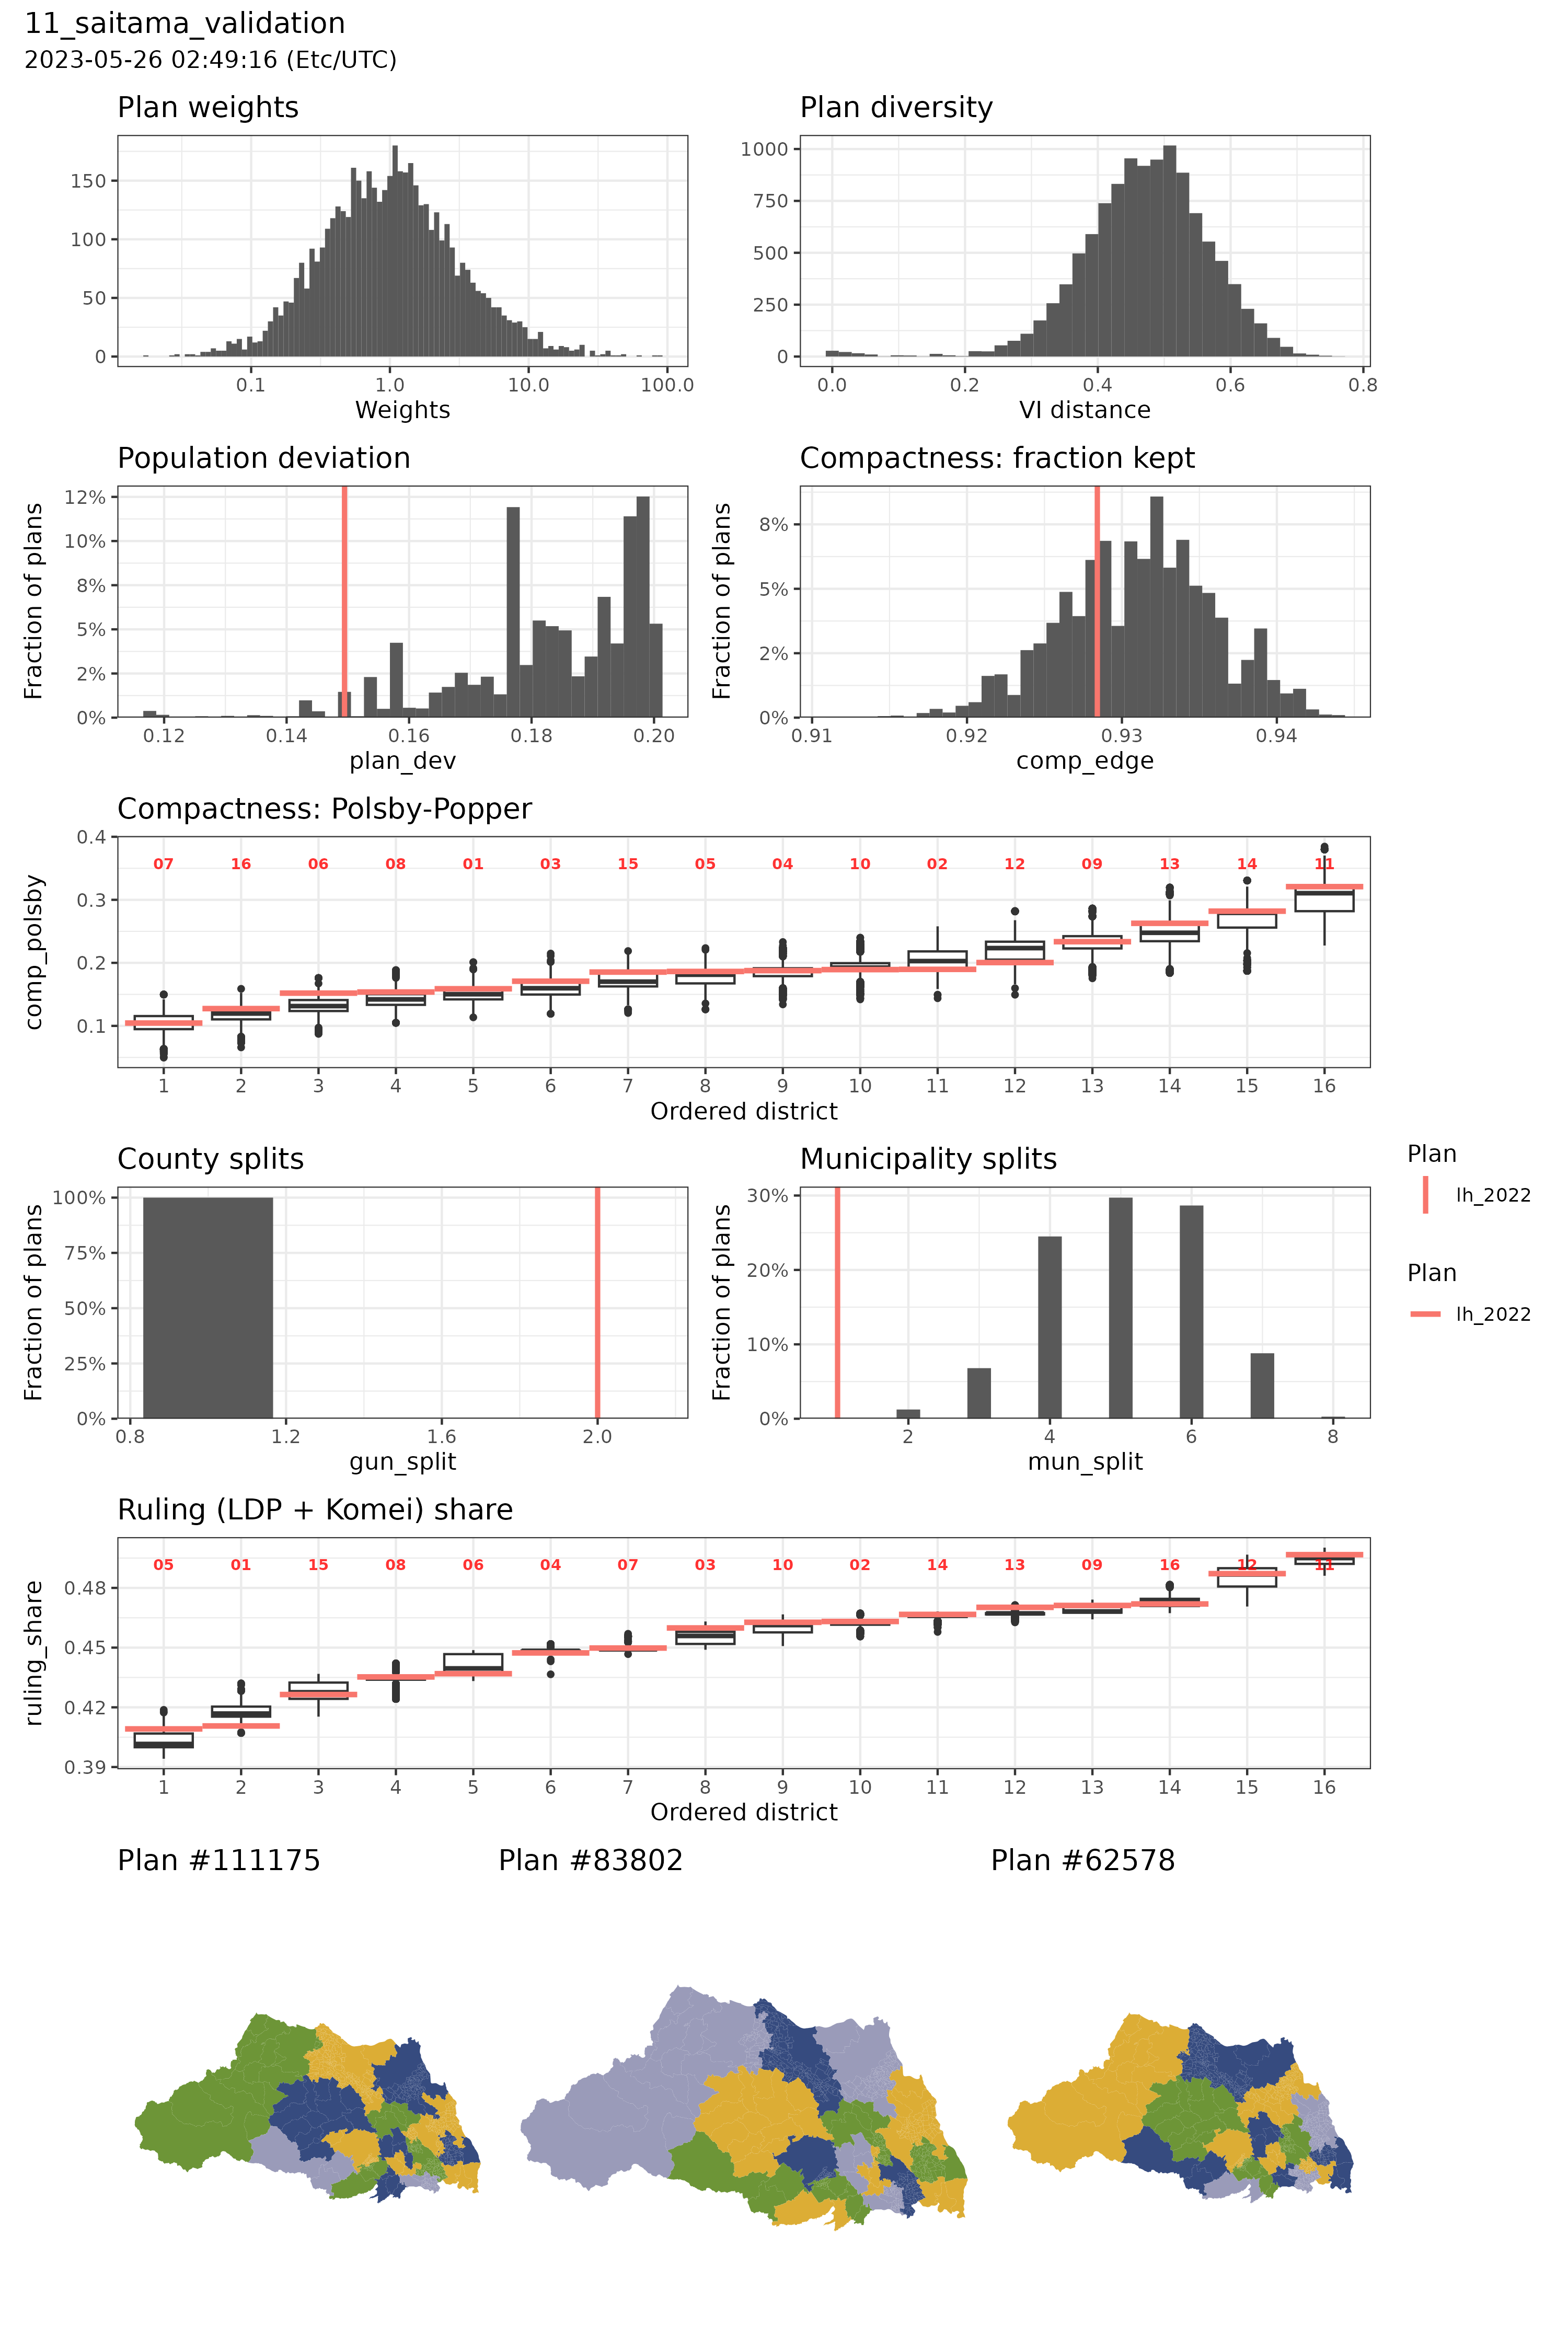 11_saitama_validation
2023-05-26 02:49:16 (Etc/UTC)
Plan weights
150
100
50
0
0.1 1.0 10.0 100.0
Weights
Plan diversity
1000
750
500
250
0
0.0 0.2 0.4 0.6 0.8
VI distance
Population deviation
Fraction of plans
12%
10%
8%
5%
2%
0%
0.12 0.14 0.16 0.18 0.20
plan_dev
Compactness: fraction kept
Fraction of plans
8%
5%
2%
0%
0.91 0.92 0.93 0.94
comp_edge
Compactness: Polsby-Popper
comp_polsby
0.4
0.3
0.2
0.1
07 16 06 08 01 03 15 05 04 10 02 12 09 13 14 11
1 2 3 4 5 6 7 8 9 10 11 12 13 14 15 16
Ordered district
County splits
Fraction of plans
100%
75%
50%
25%
0%
0.8 1.2 1.6 2.0
gun_split
Municipality splits
Fraction of plans
30%
20%
10%
0%
2 4 6 8
mun_split
Plan
lh_2022
Plan
lh_2022
Ruling (LDP + Komei) share
ruling_share
0.48
0.45
0.42
0.39
05 01 15 08 06 04 07 03 10 02 14 13 09 16 12 11
1 2 3 4 5 6 7 8 9 10 11 12 13 14 15 16
Ordered district
Plan #111175
Plan #83802
Plan #62578